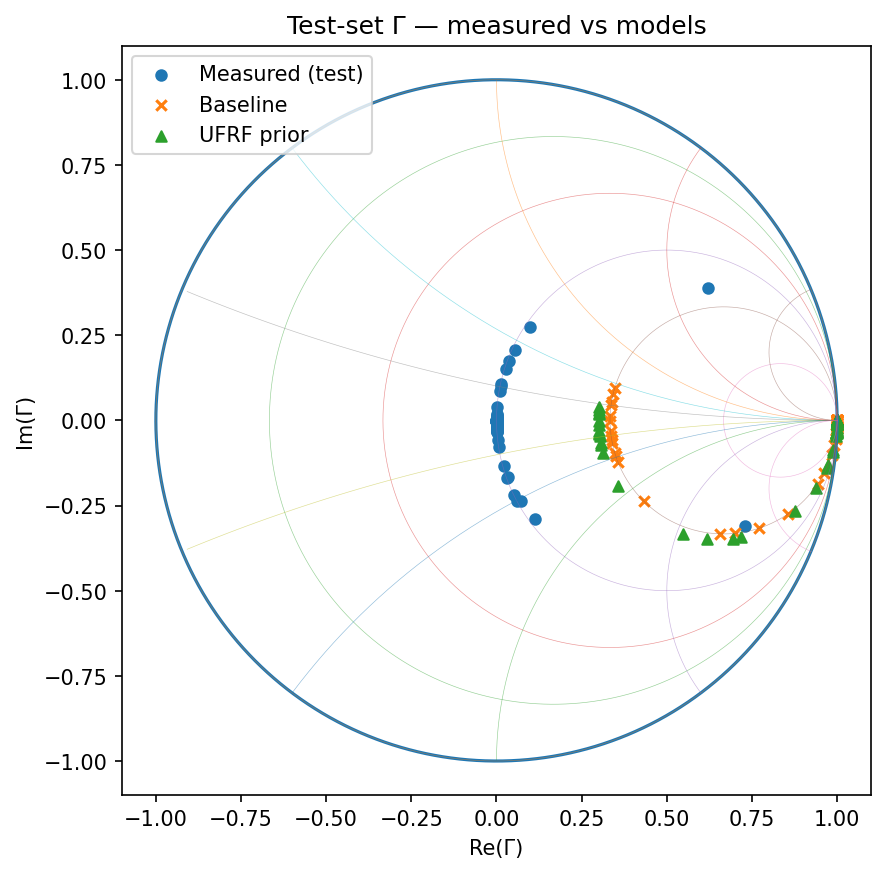 Test-set Γ — measured vs models
Measured (test)
Baseline
UFRF prior
1.00
0.75
0.50
0.25
0.00
−0.25
−0.50
−0.75
−1.00
Im(Γ)
−1.00 −0.75 −0.50 −0.25 0.00 0.25 0.50 0.75 1.00
Re(Γ)